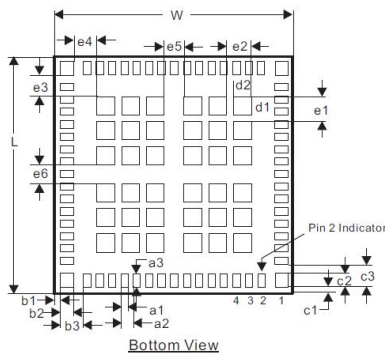 W
e4
e5
e2
e3
d2
d1
e1
L
e6
Pin 2 Indicator
a3
c3
c2
b1
b2
b3
a1
a2
4 3 2 1
c1
Bottom View